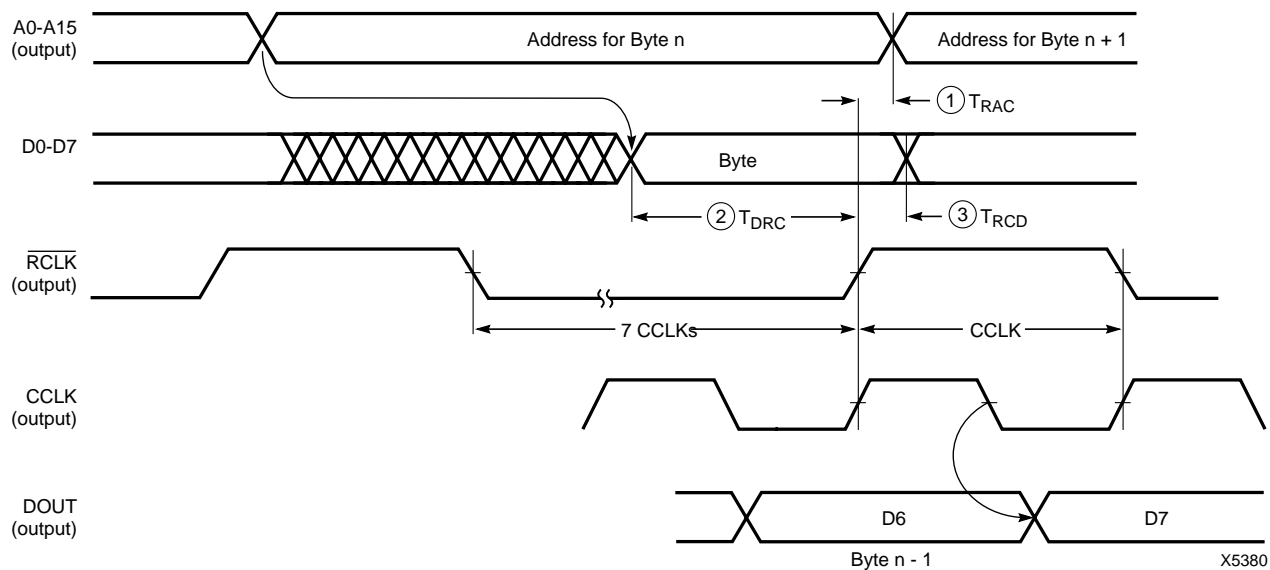 A0-A15
(output)
Address for Byte n
Address for Byte n + 1
1 TRAC
D0-D7
Byte
2 TDRC
3 TRCD
RCLK
(output)
7 CCLKs
CCLK
CCLK
(output)
DOUT
(output)
D6
D7
Byte n - 1
X5380